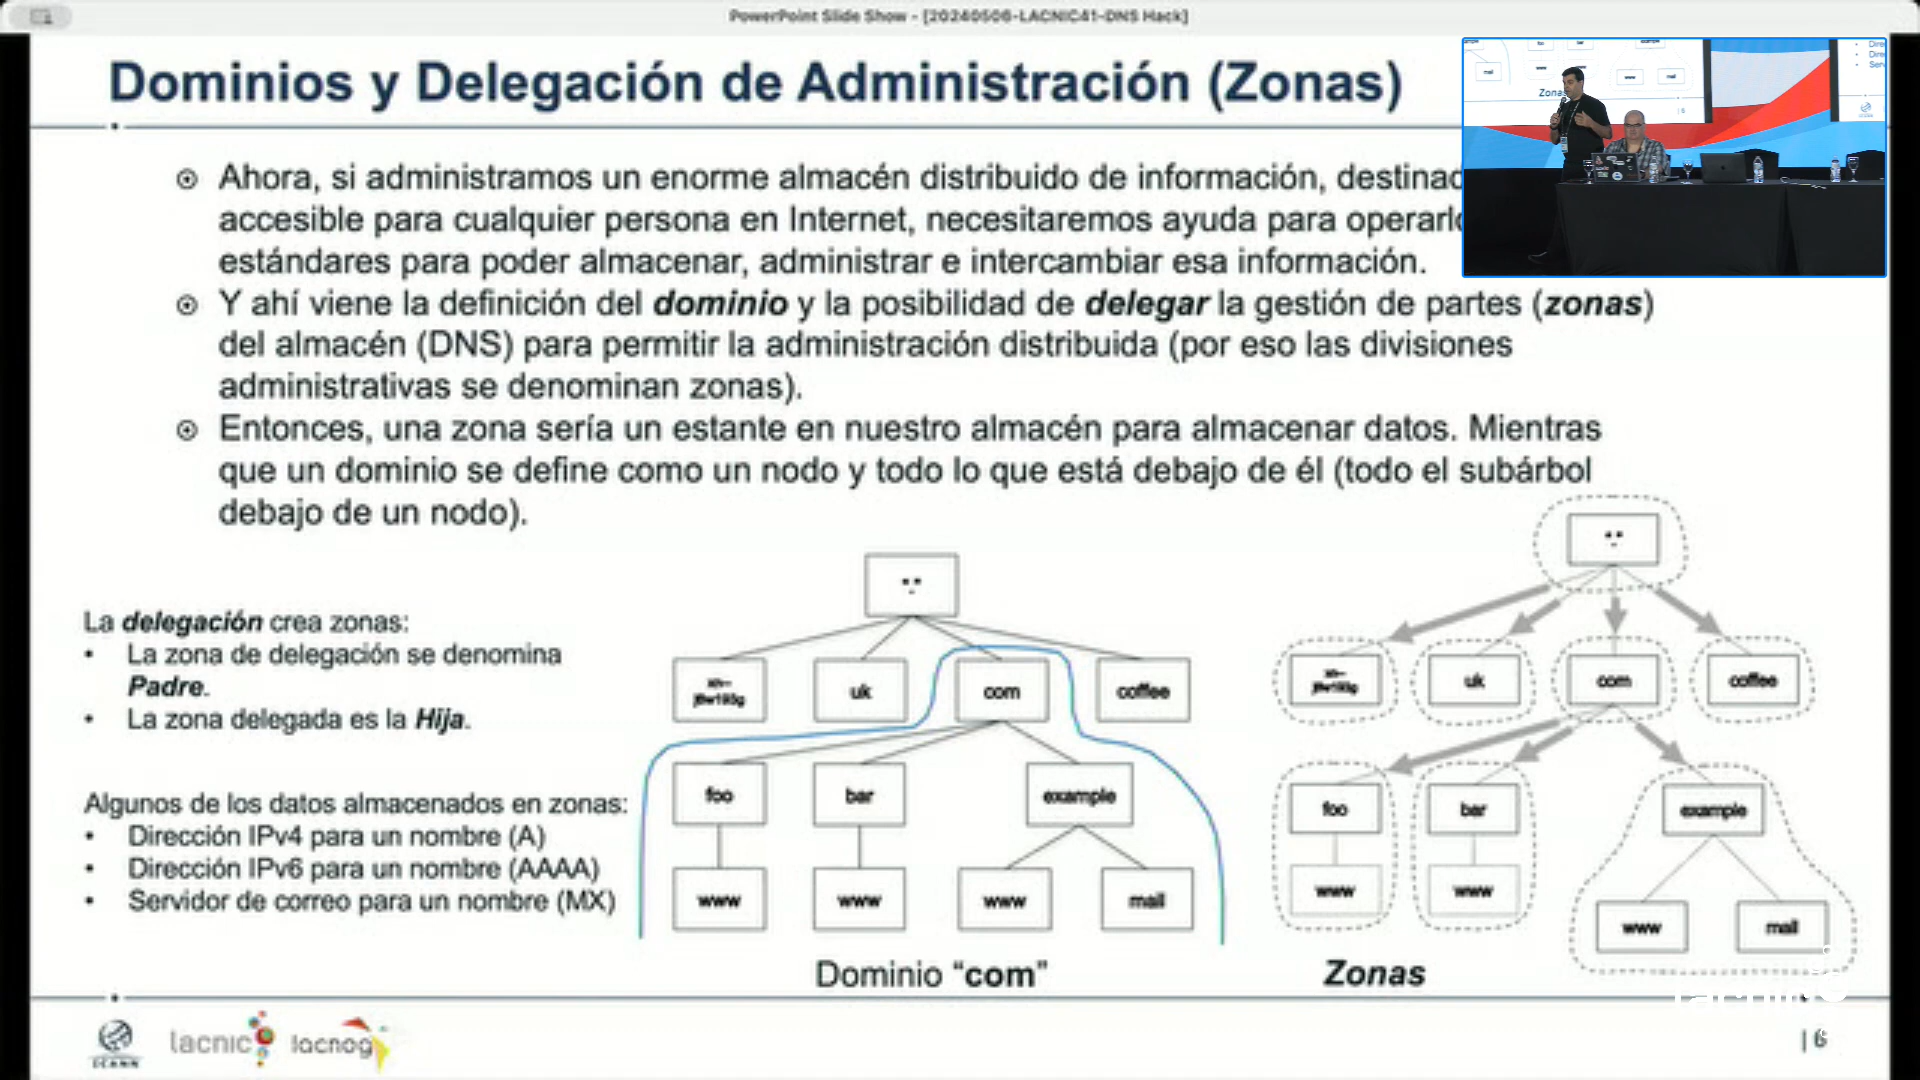 PowerPoint Slide Show - [20240506-LACNIC41-DNS Hack]
Dominios y Delegación de Administración (Zonas)
Ahora, si administramos un enorme almacén distribuido de información,
accesible para cualquier persona en Internet, necesitaremos ayuda para
estándares para poder almacenar, administrar e intercambiar esa información.
Y ahí viene la definición del dominio y la posibilidad de delegar la gestión de partes (zonas)
del almacén (DNS) para permitir la administración distribuida (por eso las divisiones
administrativas se denominan zonas).
Entonces, una zona sería un estante en nuestro almacén para almacenar datos. Mientras
que un dominio se define como un nodo y todo lo que está debajo de él (todo el subárbol
debajo de un nodo).
La delegación crea zonas:
• La zona de delegación se denomina
Padre.
• La zona delegada es la Hija.
Algunos de los datos almacenados en zonas:
• Dirección IPv4 para un nombre (A)
• Dirección IPv6 para un nombre (AAAA)
• Servidor de correo para un nombre (MX)
uk com coffee
foo bar example
www www www mail
Dominio “com”
uk com coffee
foo bar example
www www
www mail
Zonas
ICANN lacnic lacnog
| 6